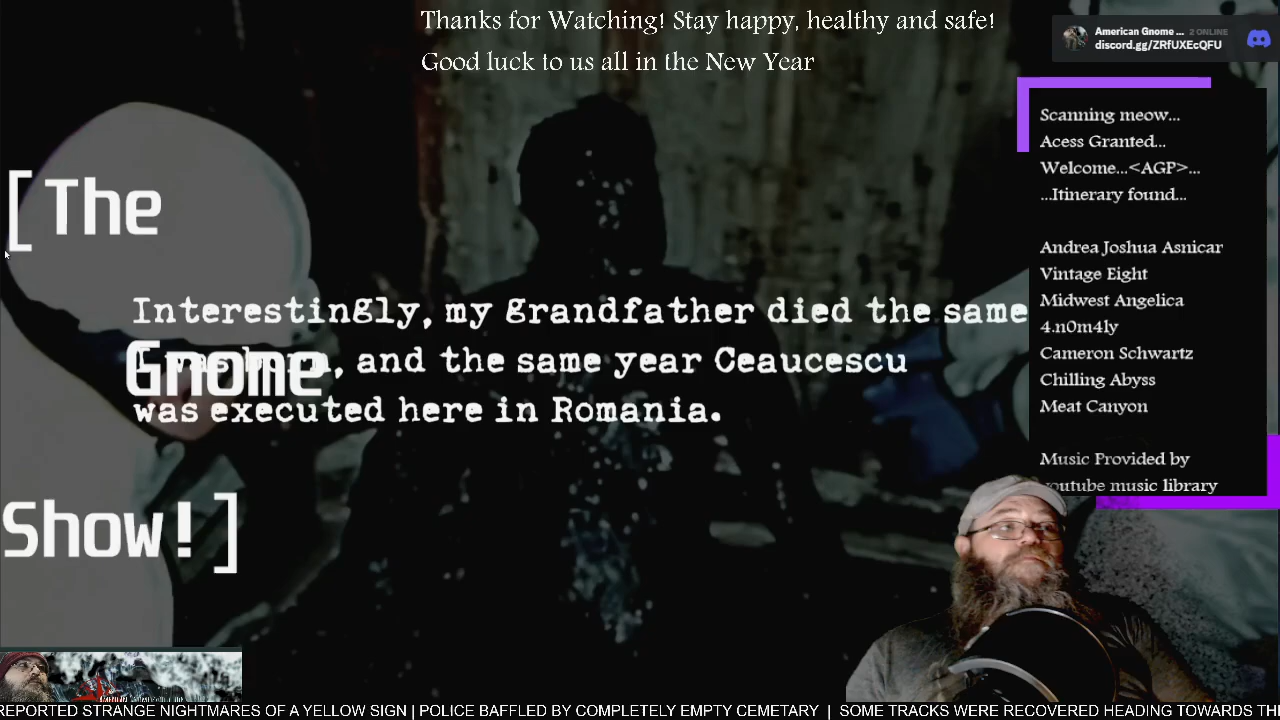 Thanks for Watching! Stay happy, healthy and safe!
Good luck to us all in the New Year
American Gnome ... 2 ONLINE
discord.gg/ZRfUXEcQFU
Scanning meow...
Acess Granted...
Welcome...<AGP>...
...Itinerary found...
Andrea Joshua Asnicar
Vintage Eight
Midwest Angelica
4.n0m4ly
Cameron Schwartz
Chilling Abyss
Meat Canyon
Music Provided by
youtube music library
[The
Gnome
Show!]
Interestingly, my grandfather died the same
I was born, and the same year Ceaucescu
was executed here in Romania.
REPORTED STRANGE NIGHTMARES OF A YELLOW SIGN | POLICE BAFFLED BY COMPLETELY EMPTY CEMETARY | SOME TRACKS WERE RECOVERED HEADING TOWARDS TH